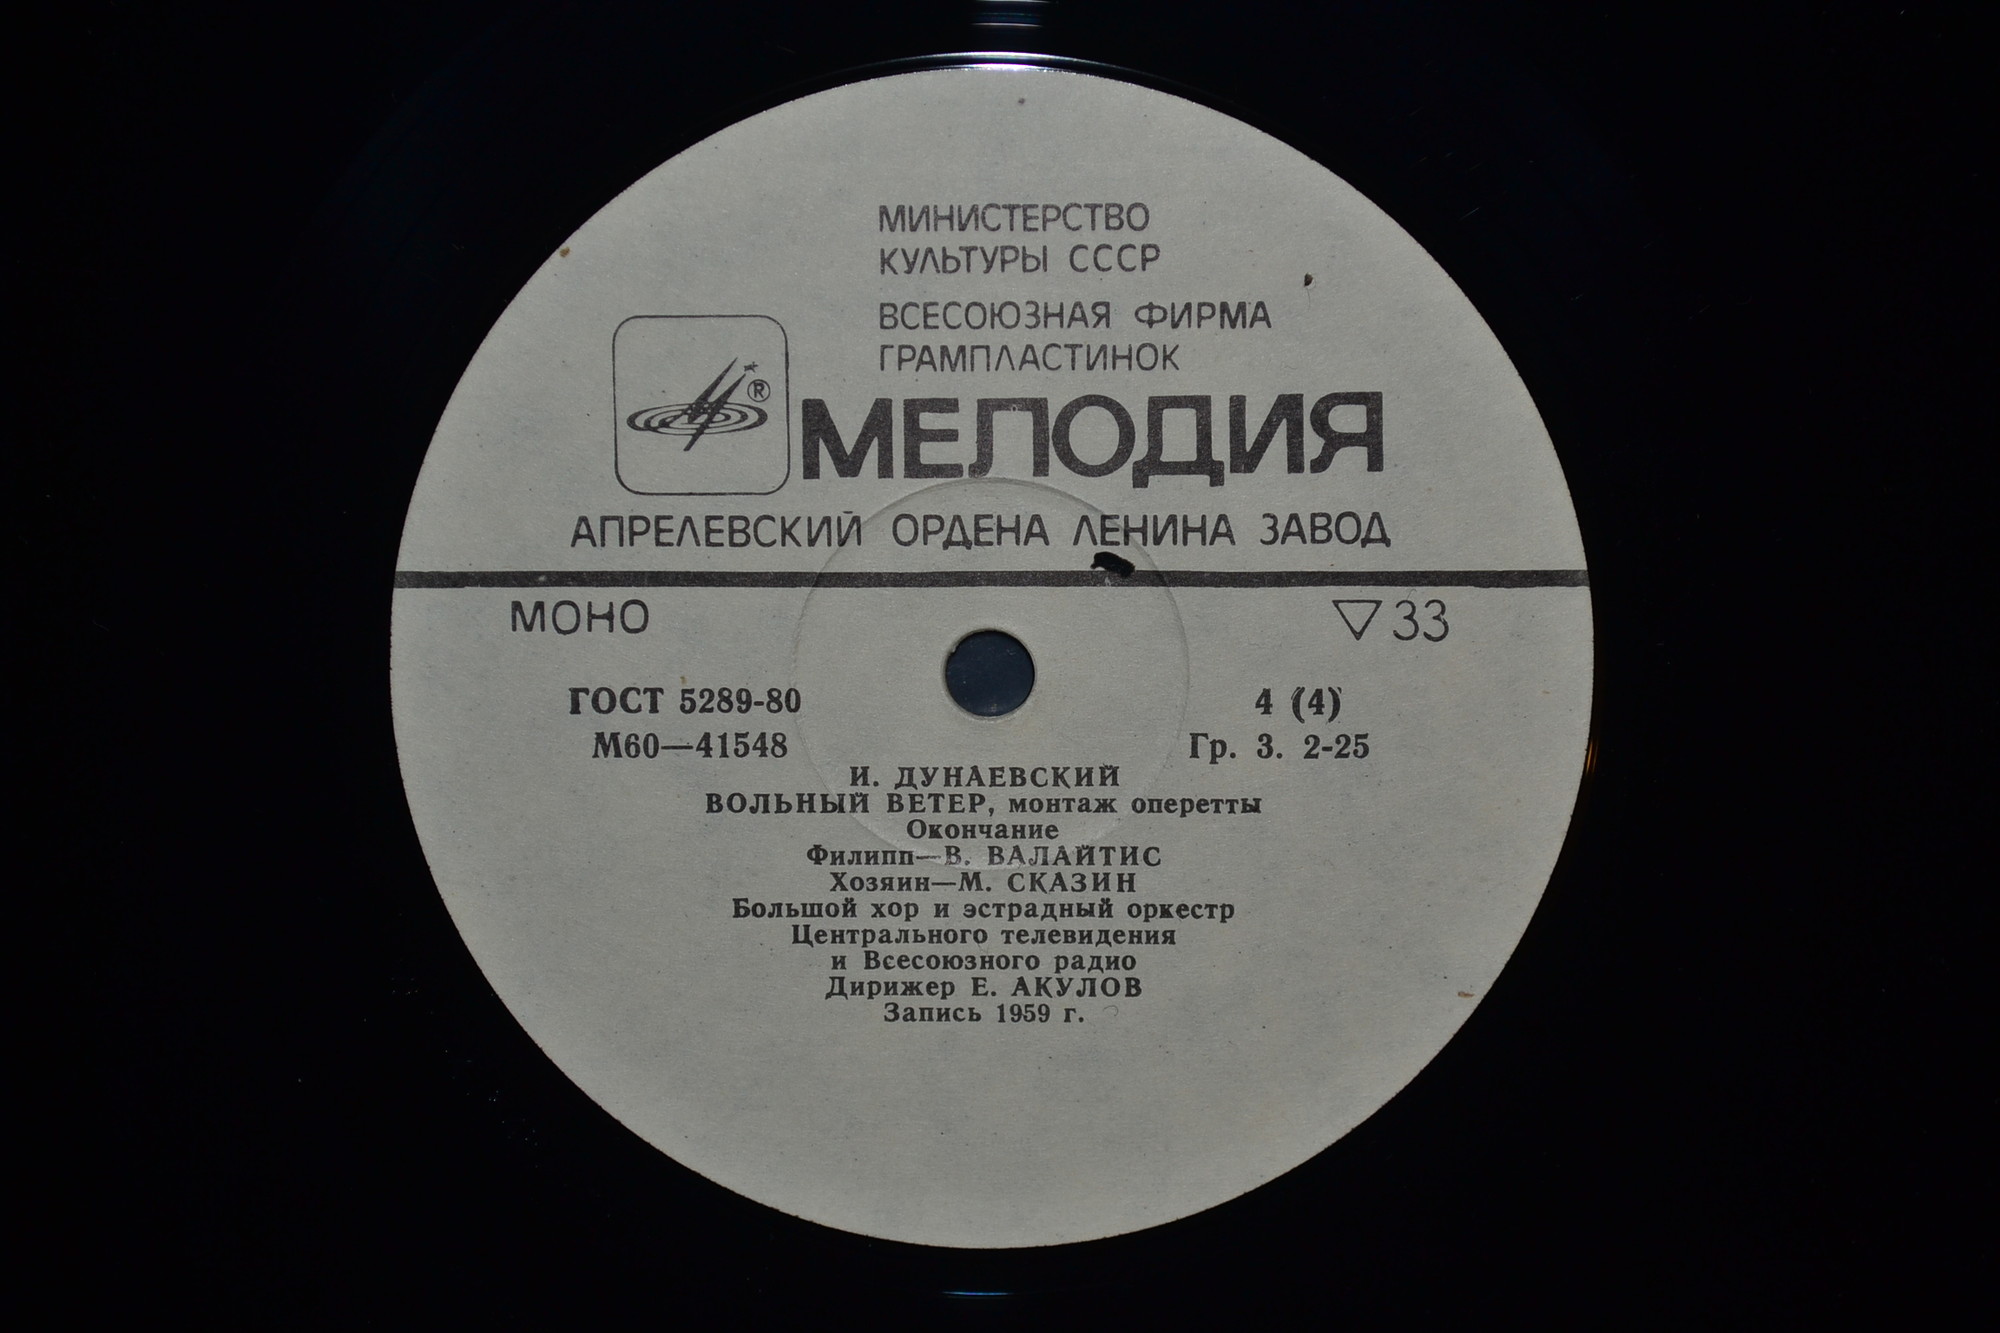 МИНИСТЕРСТВО
КУЛЬТУРЫ СССР
ВСЕСОЮЗНАЯ ФИРМА
ГРАМПЛАСТИНОК
®
МЕЛОДИЯ
АПРЕЛЕВСКИЙ ОРДЕНА ЛЕНИНА ЗАВОД
МОНО
▽33
ГОСТ 5289-80
4 (4)
М60—41548
Гр. 3. 2-25
И. ДУНАЕВСКИЙ
ВОЛЬНЫЙ ВЕТЕР, монтаж оперетты
Окончание
Филипп—В. ВАЛАЙТИС
Хозяин—М. СКАЗИН
Большой хор и эстрадный оркестр
Центрального телевидения
и Всесоюзного радио
Дирижер Е. АКУЛОВ
Запись 1959 г.